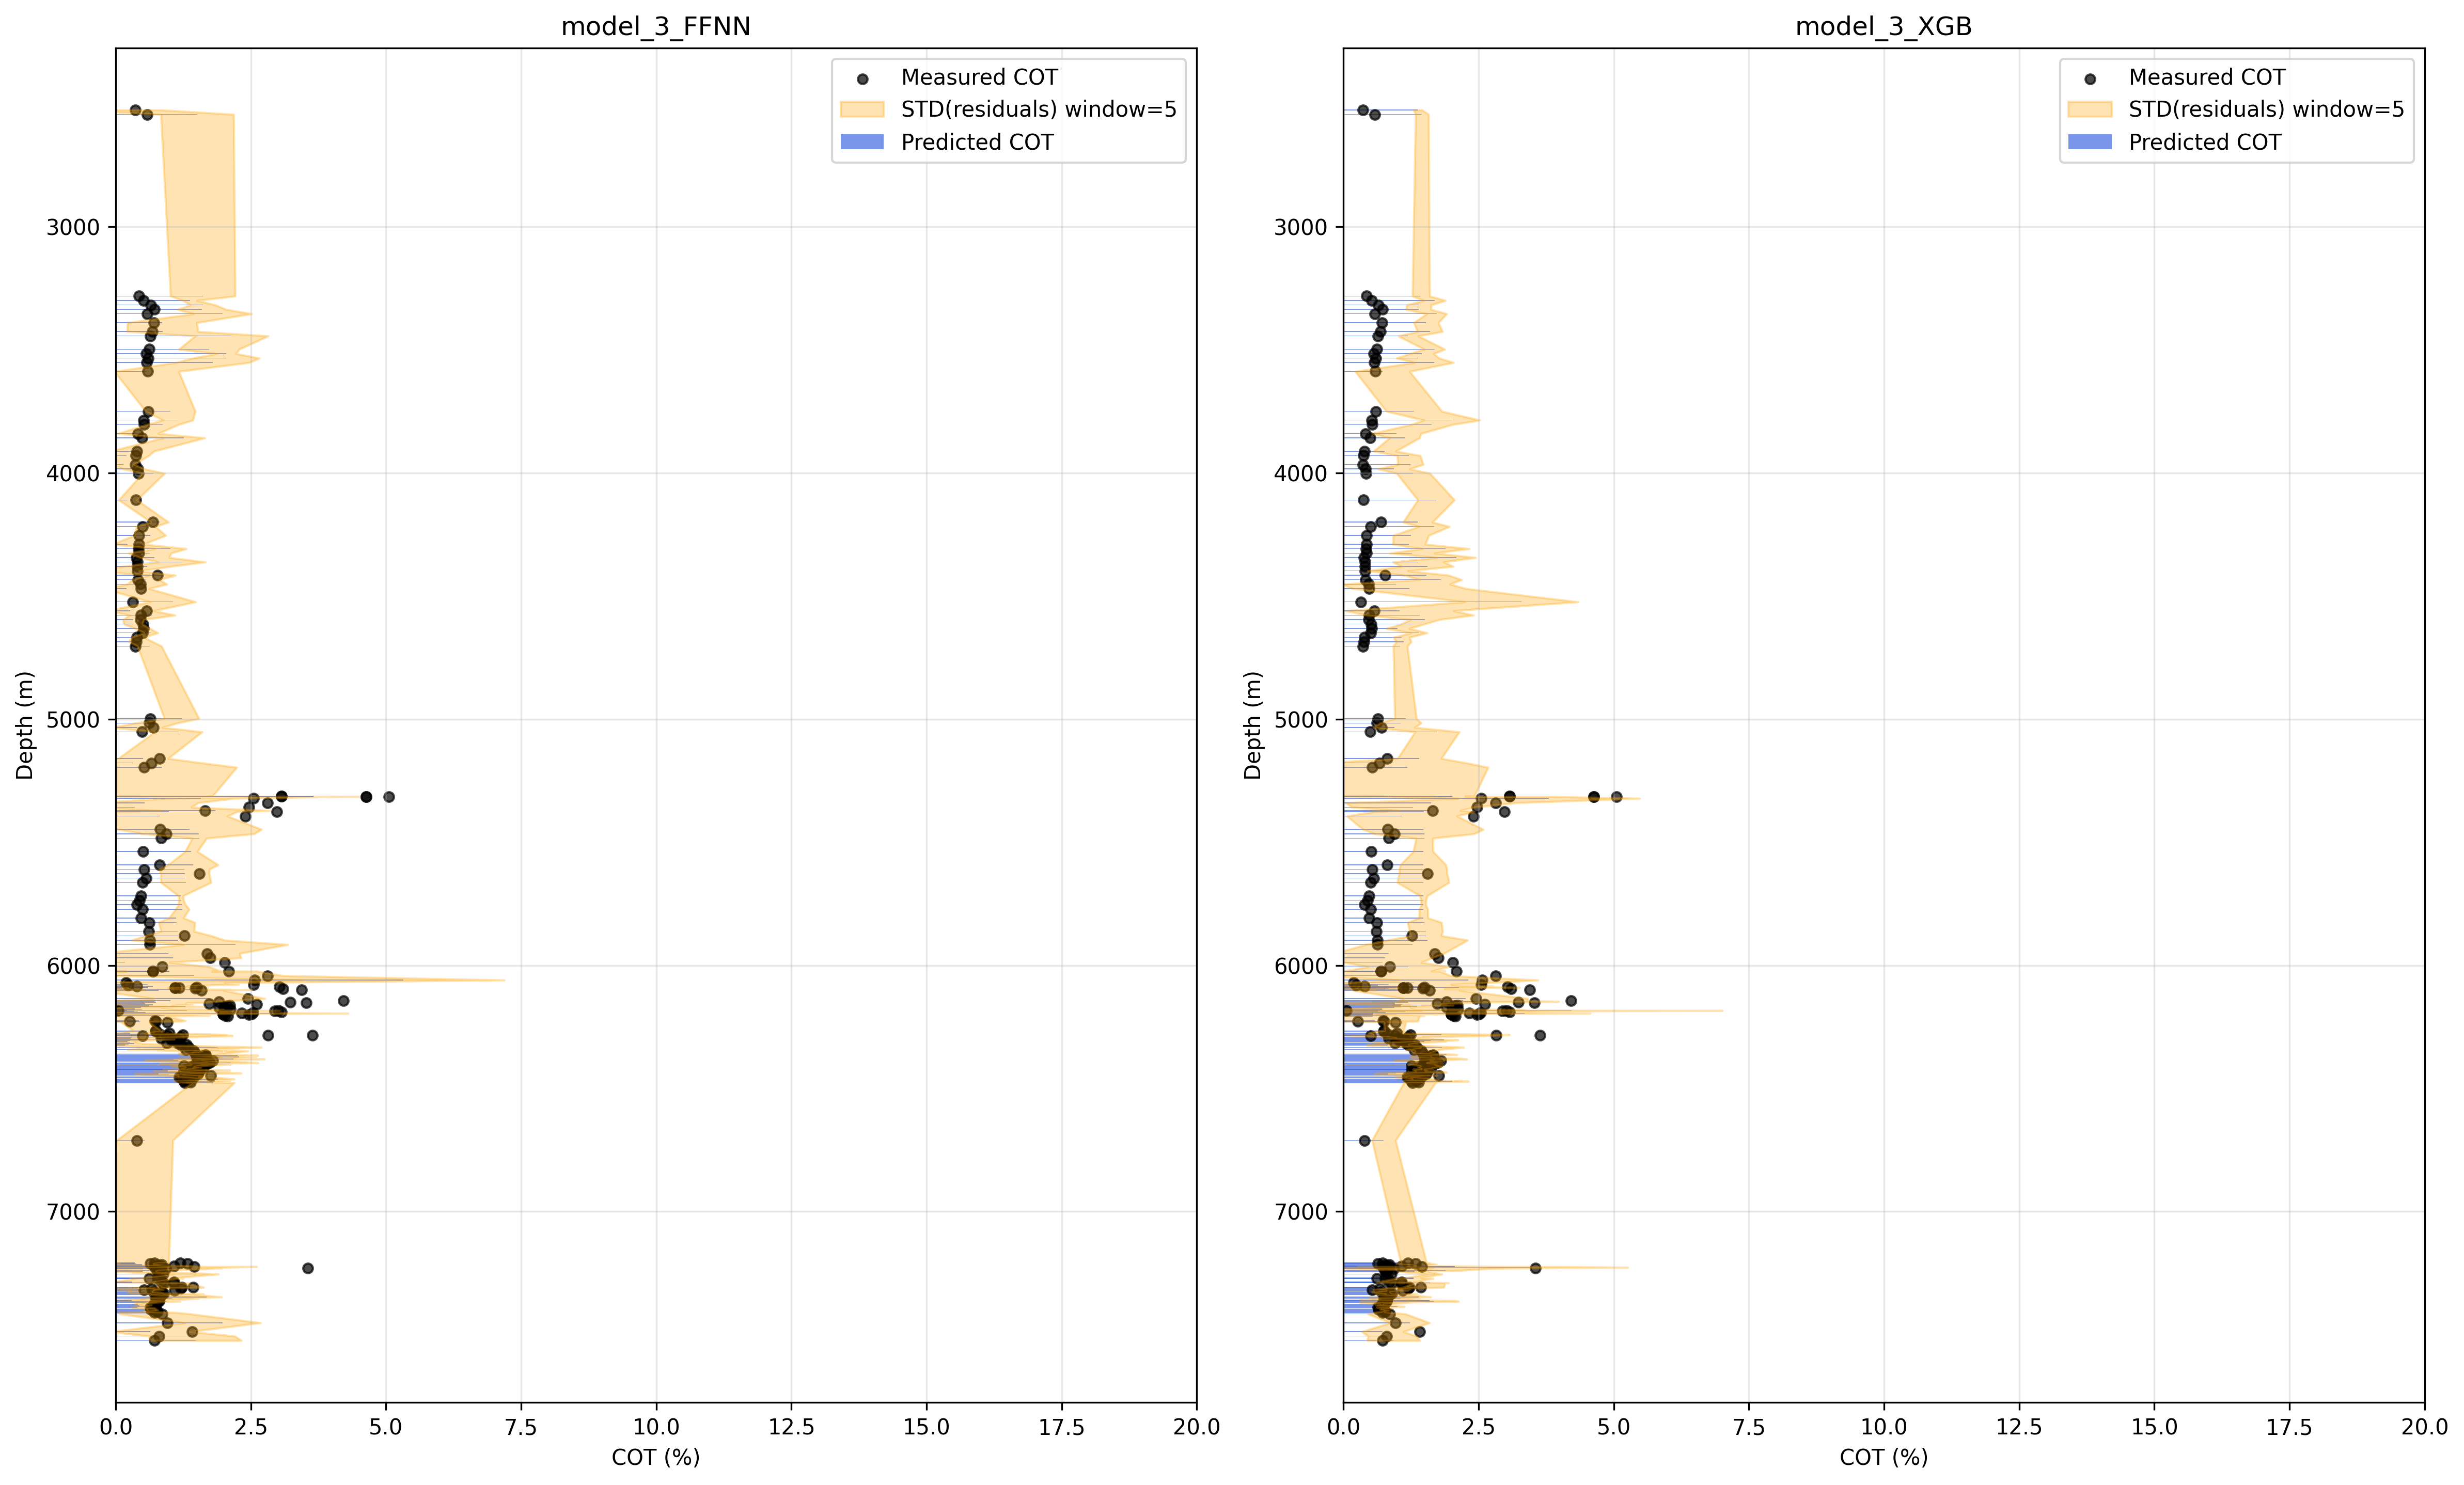 model_3_FFNN
Measured COT
STD(residuals) window=5
Predicted COT
3000
4000
5000
6000
7000
Depth (m)
0.0 2.5 5.0 7.5 10.0 12.5 15.0 17.5 20.0
COT (%)
model_3_XGB
Measured COT
STD(residuals) window=5
Predicted COT
3000
4000
5000
6000
7000
Depth (m)
0.0 2.5 5.0 7.5 10.0 12.5 15.0 17.5 20.0
COT (%)